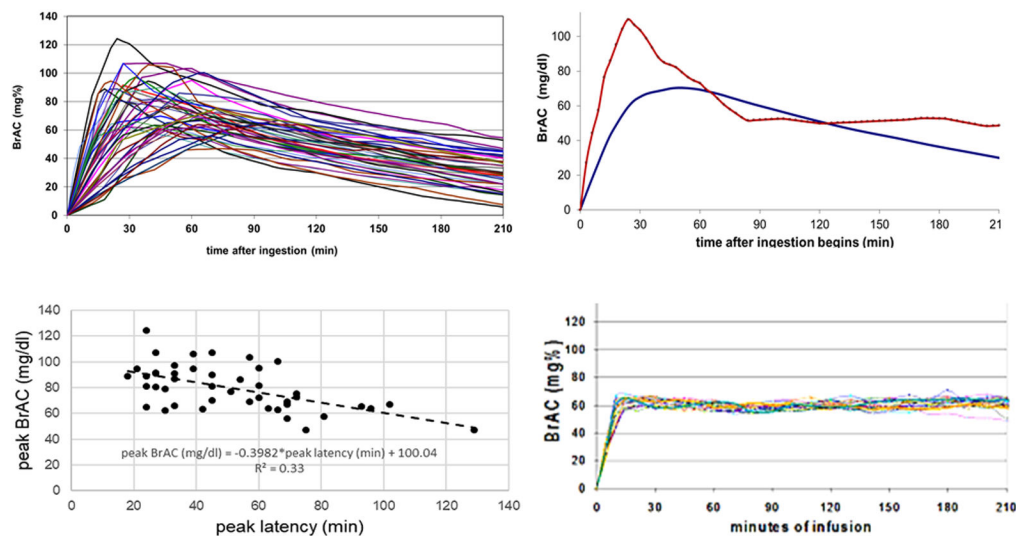 140
120
100
80
60
40
20
0
BrAC (mg%)
0 30 60 90 120 150 180 210
time after ingestion (min)
100
80
60
40
20
0
BrAC (mg/dl)
0 30 60 90 120 150 180 21
time after ingestion begins (min)
140
120
100
80
60
40
20
0
peak BrAC (mg/dl)
peak BrAC (mg/dl) = -0.3982*peak latency (min) + 100.04
R² = 0.33
0 20 40 60 80 100 120 140
peak latency (min)
120
100
80
60
40
20
0
BrAC (mg%)
0 30 60 90 120 150 180 210
minutes of infusion